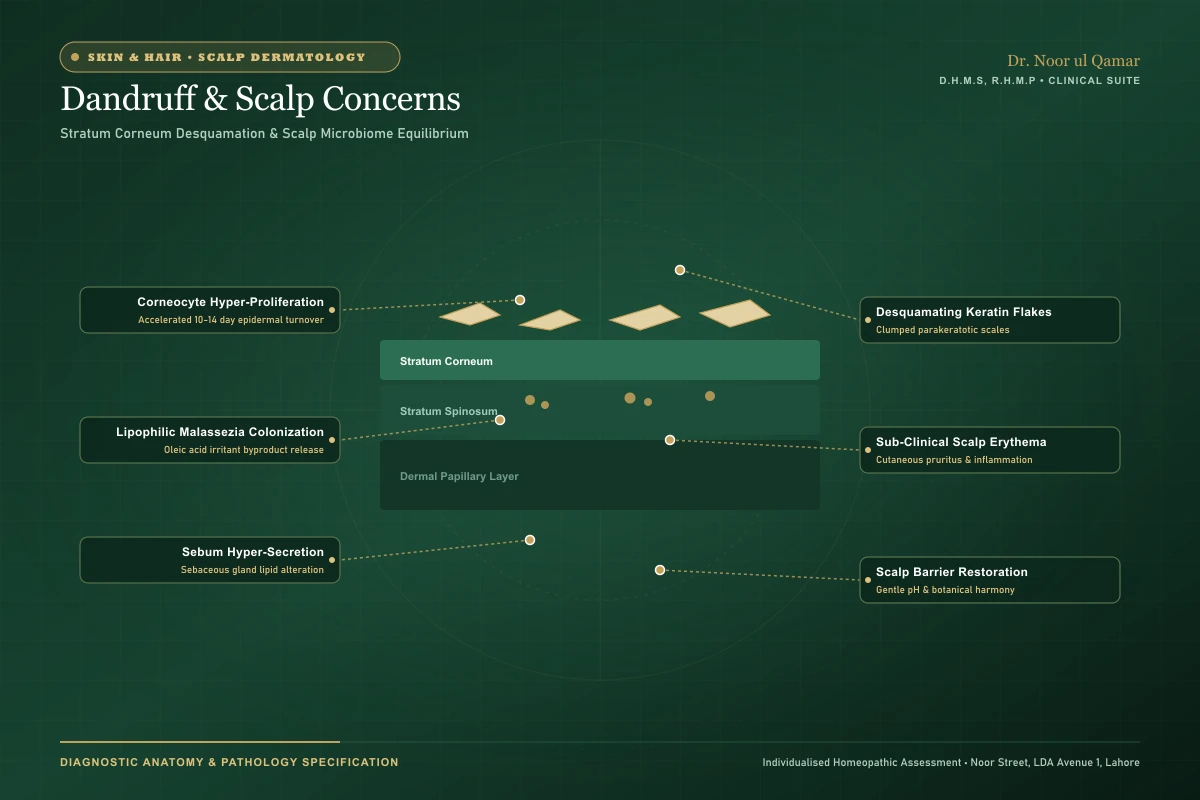 SKIN & HAIR • SCALP DERMATOLOGY
Dandruff & Scalp Concerns
Stratum Corneum Desquamation & Scalp Microbiome Equilibrium
Dr. Noor ul Qamar
D.H.M.S, R.H.M.P • CLINICAL SUITE
Corneocyte Hyper-Proliferation
Accelerated 10-14 day epidermal turnover
Lipophilic Malassezia Colonization
Oleic acid irritant byproduct release
Sebum Hyper-Secretion
Sebaceous gland lipid alteration
Stratum Corneum
Stratum Spinosum
Dermal Papillary Layer
Desquamating Keratin Flakes
Clumped parakeratotic scales
Sub-Clinical Scalp Erythema
Cutaneous pruritus & inflammation
Scalp Barrier Restoration
Gentle pH & botanical harmony
DIAGNOSTIC ANATOMY & PATHOLOGY SPECIFICATION
Individualised Homeopathic Assessment • Noor Street, LDA Avenue 1, Lahore